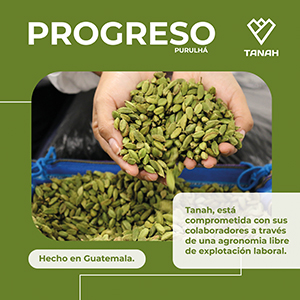 PROGRESO
PURULHÁ
TANAH
Hecho en Guatemala.
Tanah, está
comprometida con sus
colaboradores a través
de una agronomia libre
de explotación laboral.